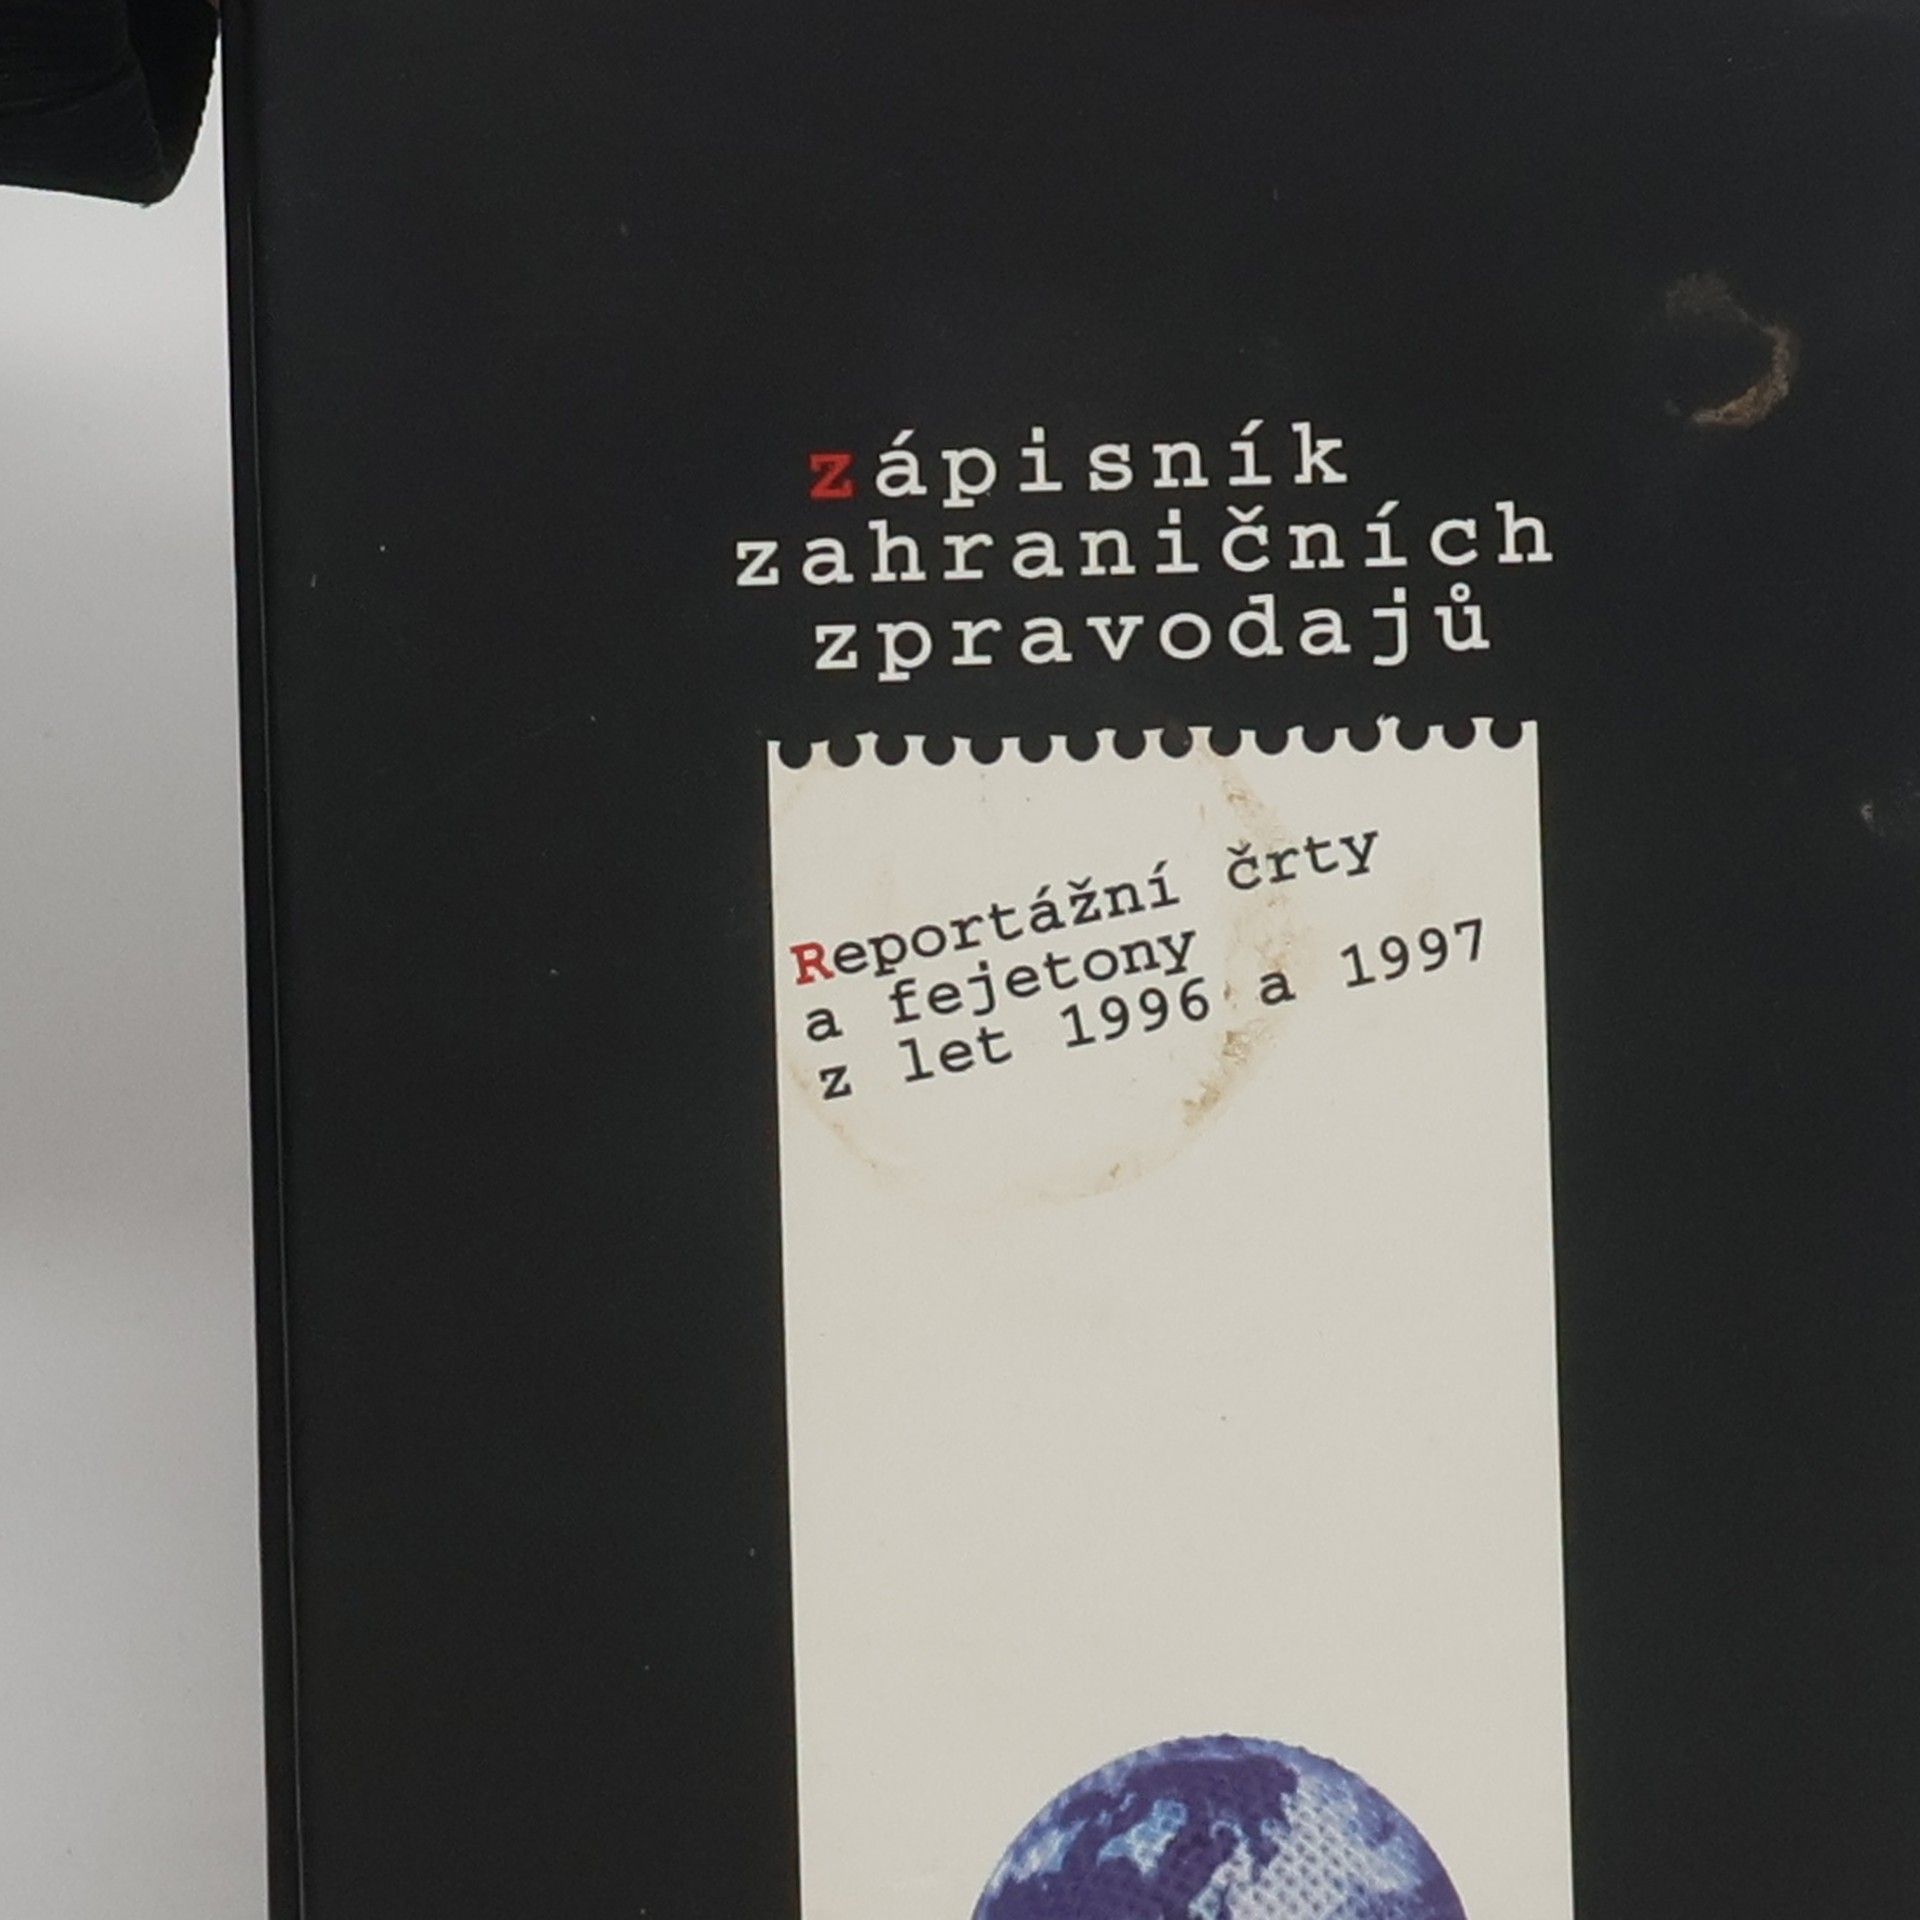 zápisník
zahraničních
zpravodajů
Reportážní črty
a fejetony
z let 1996 a 1997